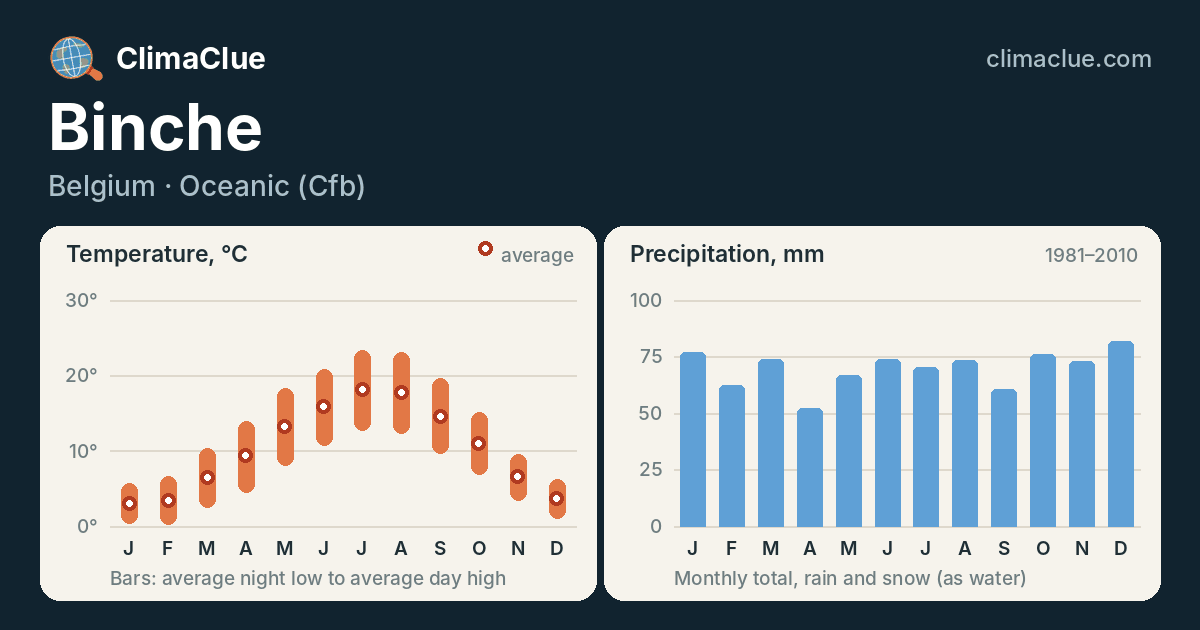 ClimaClue
climaclue.com
Binche
Belgium · Oceanic (Cfb)
Temperature, °C
average
30°
20°
10°
0°
J F M A M J J A S O N D
Bars: average night low to average day high
Precipitation, mm
1981–2010
100
75
50
25
0
J F M A M J J A S O N D
Monthly total, rain and snow (as water)